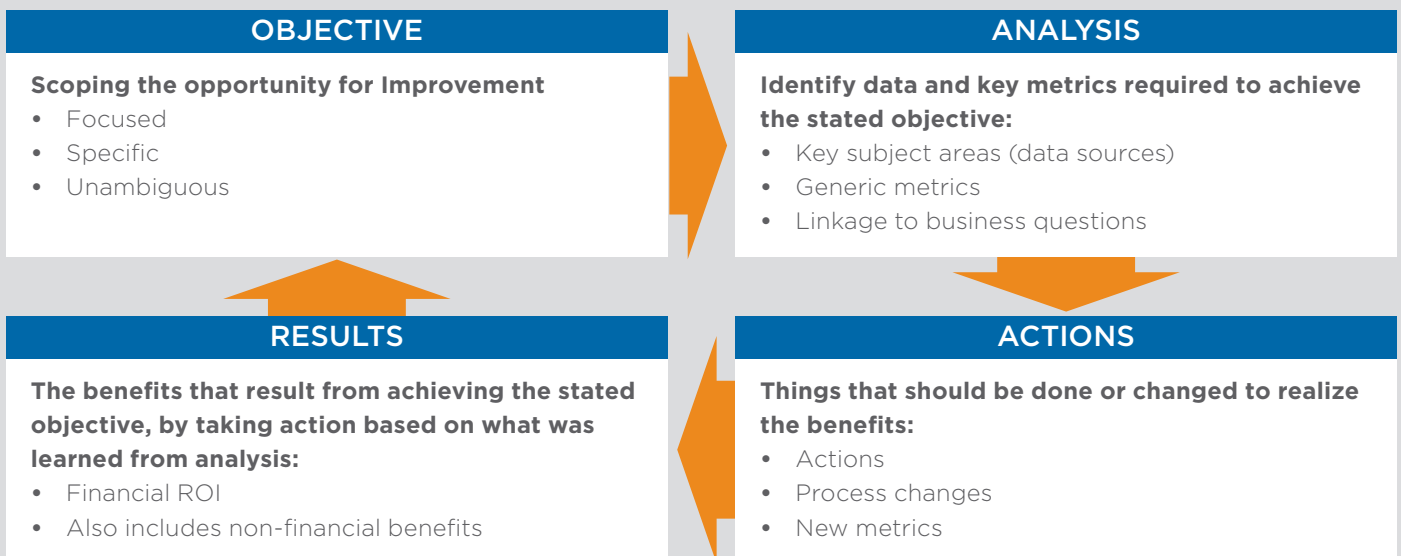 OBJECTIVE
Scoping the opportunity for Improvement
• Focused
• Specific
• Unambiguous
ANALYSIS
Identify data and key metrics required to achieve
the stated objective:
• Key subject areas (data sources)
• Generic metrics
• Linkage to business questions
RESULTS
The benefits that result from achieving the stated
objective, by taking action based on what was
learned from analysis:
• Financial ROI
• Also includes non-financial benefits
ACTIONS
Things that should be done or changed to realize
the benefits:
• Actions
• Process changes
• New metrics